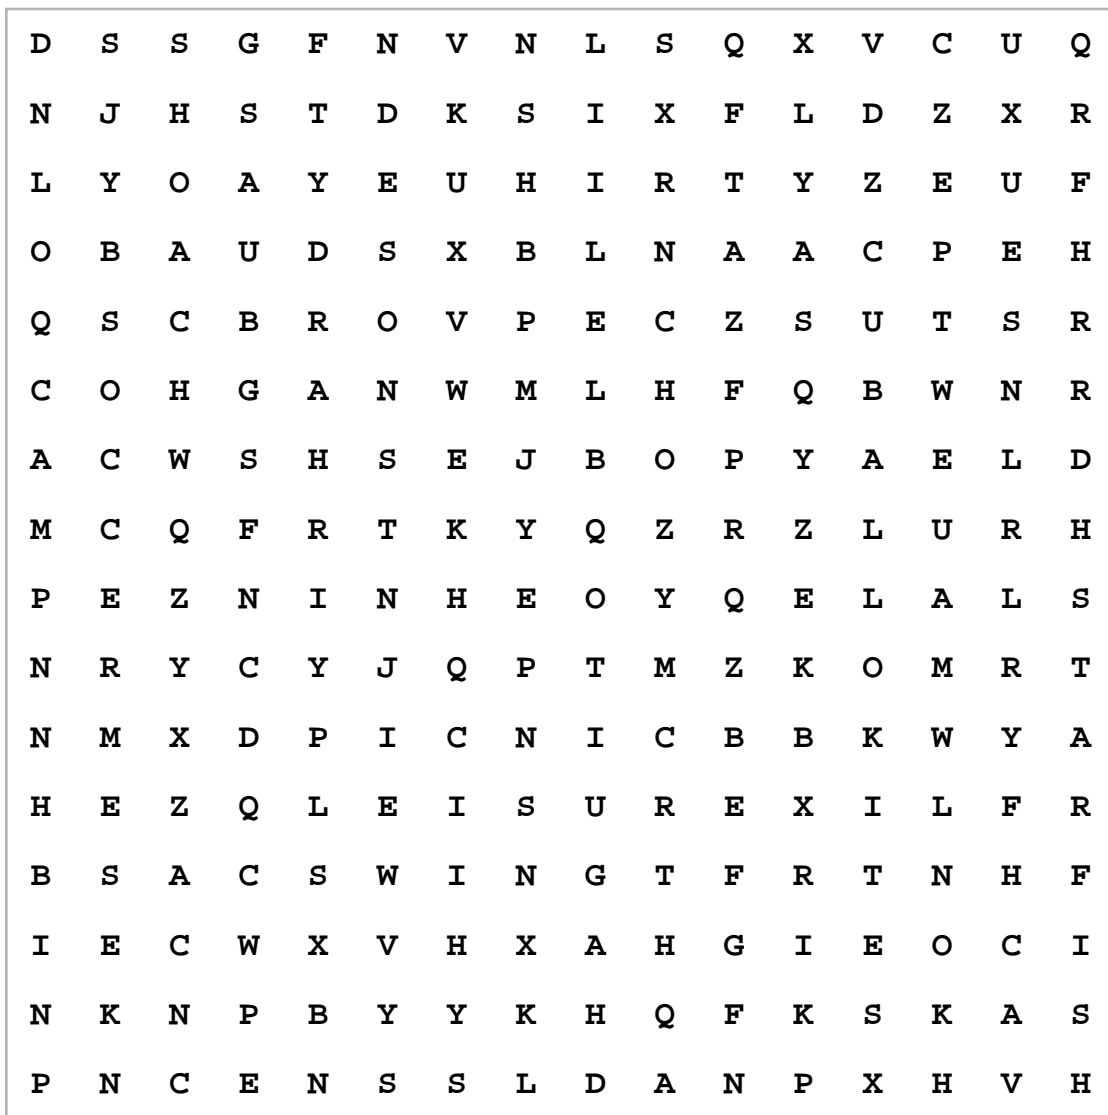 D S S G F N V N L S Q X V C U Q
N J H S T D K S I X F L D Z X R
L Y O A Y E U H I R T Y Z E U F
O B A U D S X B L N A A C P E H
Q S C B R O V P E C Z S U T S R
C O H G A N W M L H F Q B W N R
A C W S H S E J B O P Y A E L D
M C Q F R T K Y Q Z R Z L U R H
P E Z N I N H E O Y Q E L A L S
N R Y C Y J Q P T M Z K O M R T
N M X D P I C N I C B B K W Y A
H E Z Q L E I S U R E X I L F R
B S A C S W I N G T F R T N H F
I E C W X V H X A H G I E O C I
N K N P B Y Y K H Q F K S K A S
P N C E N S S L D A N P X H V H